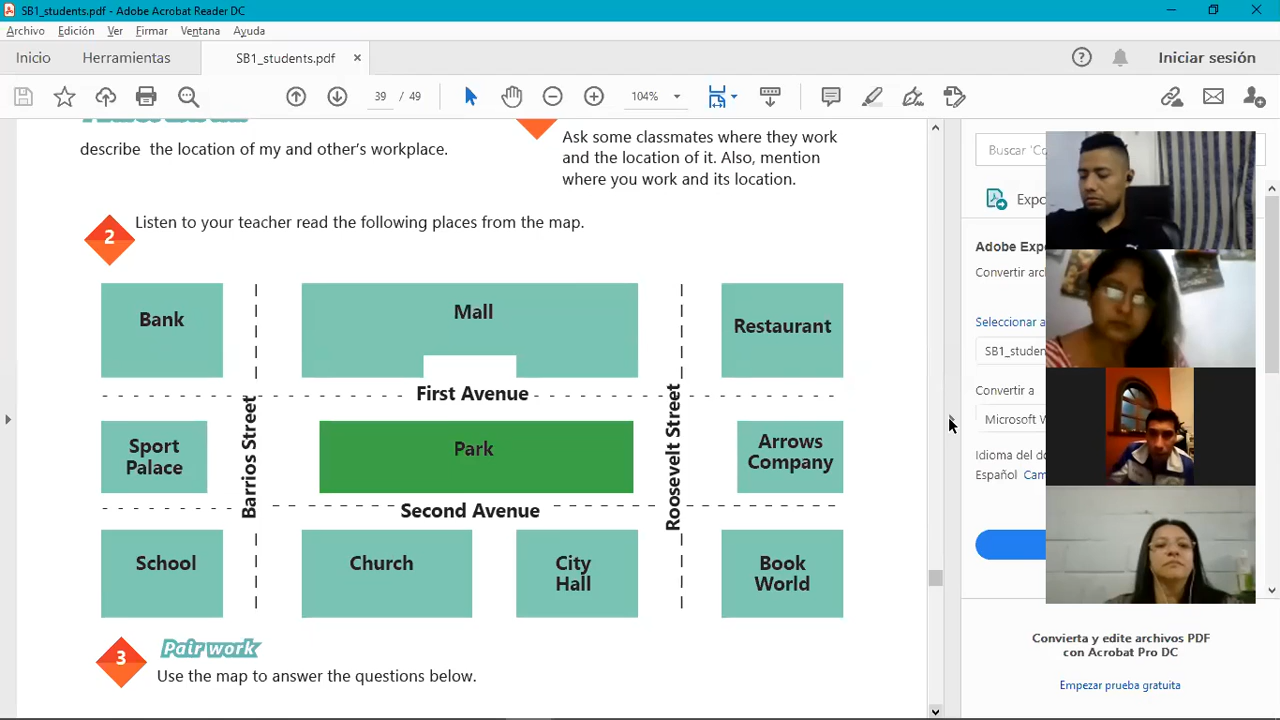 SB1_students.pdf - Adobe Acrobat Reader DC
Archivo Edición Ver Firmar Ventana Ayuda
Inicio Herramientas SB1_students.pdf × Iniciar sesión
39 / 49 104%
describe the location of my and other's workplace.
Ask some classmates where they work
and the location of it. Also, mention
where you work and its location.
2 Listen to your teacher read the following places from the map.
Bank
Mall
Restaurant
First Avenue
Barrios Street
Roosevelt Street
Sport
Palace
Park
Arrows
Company
Second Avenue
School
Church
City
Hall
Book
World
3 Pair work
Use the map to answer the questions below.
Buscar 'Co
Expo
Adobe Exp
Convertir arc
Seleccionar a
SB1_studen
Convertir a
Microsoft W
Idioma del do
Español Cam
Convierta y edite archivos PDF
con Acrobat Pro DC
Empezar prueba gratuita